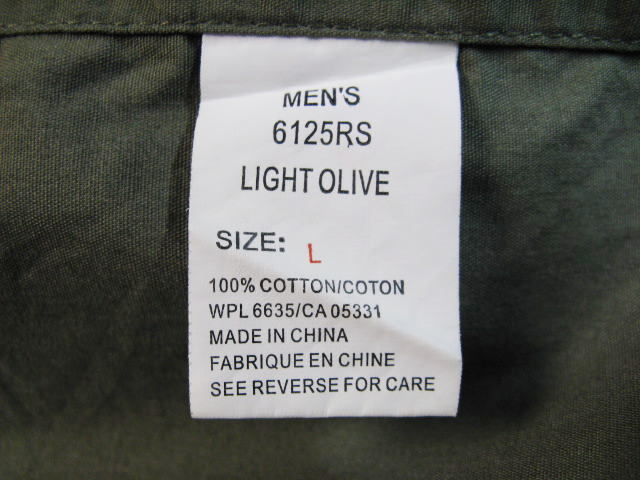 MEN'S
6125RS
LIGHT OLIVE
SIZE: L
100% COTTON/COTON
WPL 6635/CA 05331
MADE IN CHINA
FABRIQUE EN CHINE
SEE REVERSE FOR CARE